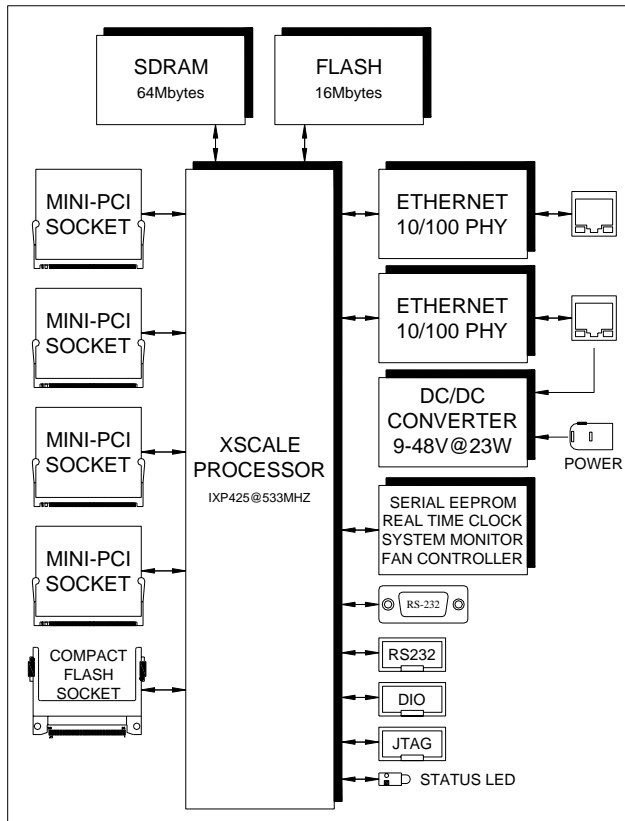 SDRAM
64Mbytes
FLASH
16Mbytes
MINI-PCI
SOCKET
MINI-PCI
SOCKET
MINI-PCI
SOCKET
MINI-PCI
SOCKET
COMPACT
FLASH
SOCKET
XSCALE
PROCESSOR
IXP425@533MHZ
ETHERNET
10/100 PHY
ETHERNET
10/100 PHY
DC/DC
CONVERTER
9-48V@23W
POWER
SERIAL EEPROM
REAL TIME CLOCK
SYSTEM MONITOR
FAN CONTROLLER
RS-232
RS232
DIO
JTAG
STATUS LED